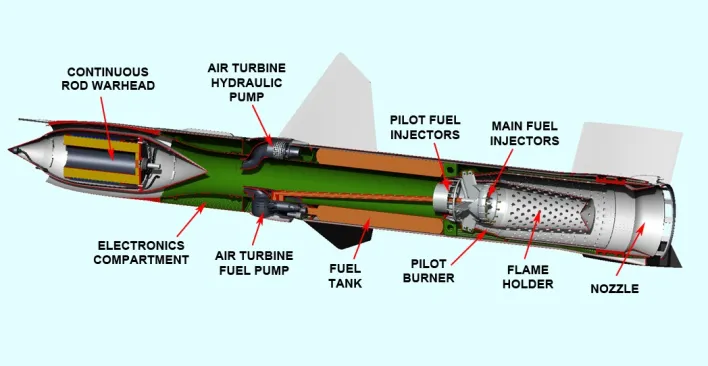 CONTINUOUS
ROD WARHEAD
AIR TURBINE
HYDRAULIC
PUMP
PILOT FUEL
INJECTORS
MAIN FUEL
INJECTORS
ELECTRONICS
COMPARTMENT
AIR TURBINE
FUEL PUMP
FUEL
TANK
PILOT
BURNER
FLAME
HOLDER
NOZZLE